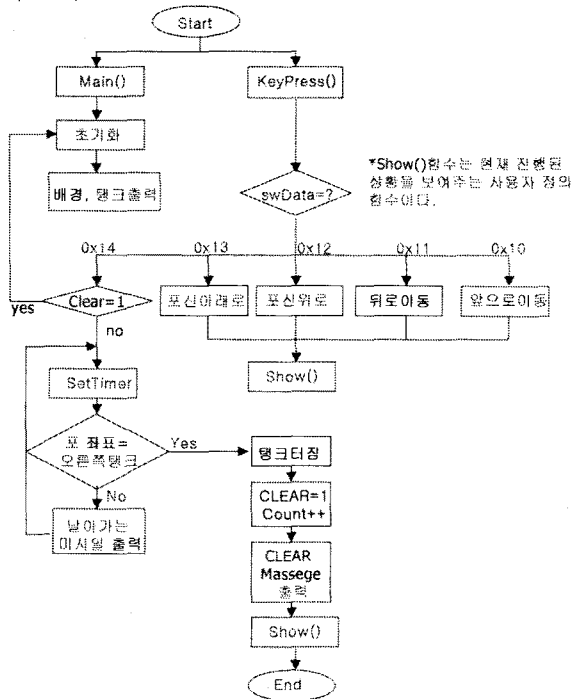 Start
Main()
KeyPress()
초기화
배경, 탱크출력
swData=?
*Show()함수는 현재 진행된
상황을 보여주는 사용자 정의
함수이다.
0x14
0x13
0x12
0x11
0x10
yes
Clear=1
포신아래로
포신위로
뒤로이동
앞으로이동
no
Show()
SetTimer
포 좌표=
오른쪽탱크
Yes
탱크터짐
No
날아가는
미사일 출력
CLEAR=1
Count++
CLEAR
Massege
출력
Show()
End